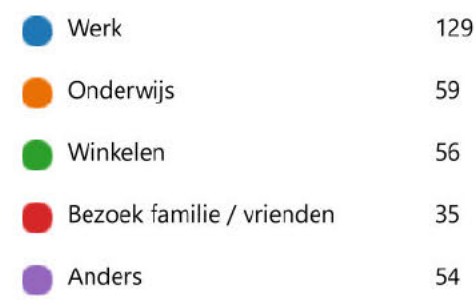 Werk 129
Onderwijs 59
Winkelen 56
Bezoek familie / vrienden 35
Anders 54